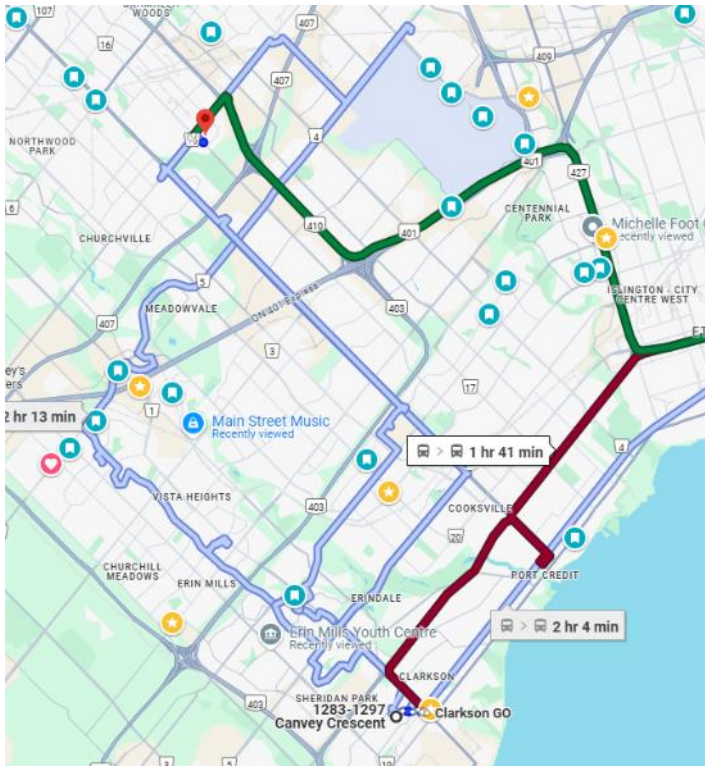 107
WOODS
16
407
409
4
NORTHWOOD
PARK
401
427
6
CENTENNIAL
PARK
410
401
Michelle Foot C
Recently viewed
CHURCHVILLE
ISLINGTON - CITY
CENTRE WEST
5
ON-401 Express
403
MEADOWVALE
407
3
17
1
2 hr 13 min
Main Street Music
Recently viewed
4
1 hr 41 min
VISTA HEIGHTS
403
COOKSVILLE
20
CHURCHILL
MEADOWS
ERIN MILLS
PORT CREDIT
ERINDALE
2 hr 4 min
Erin Mills Youth Centre
Recently viewed
CLARKSON
403
SHERIDAN PARK
1283-1297
Canvey Crescent
Clarkson GO
19